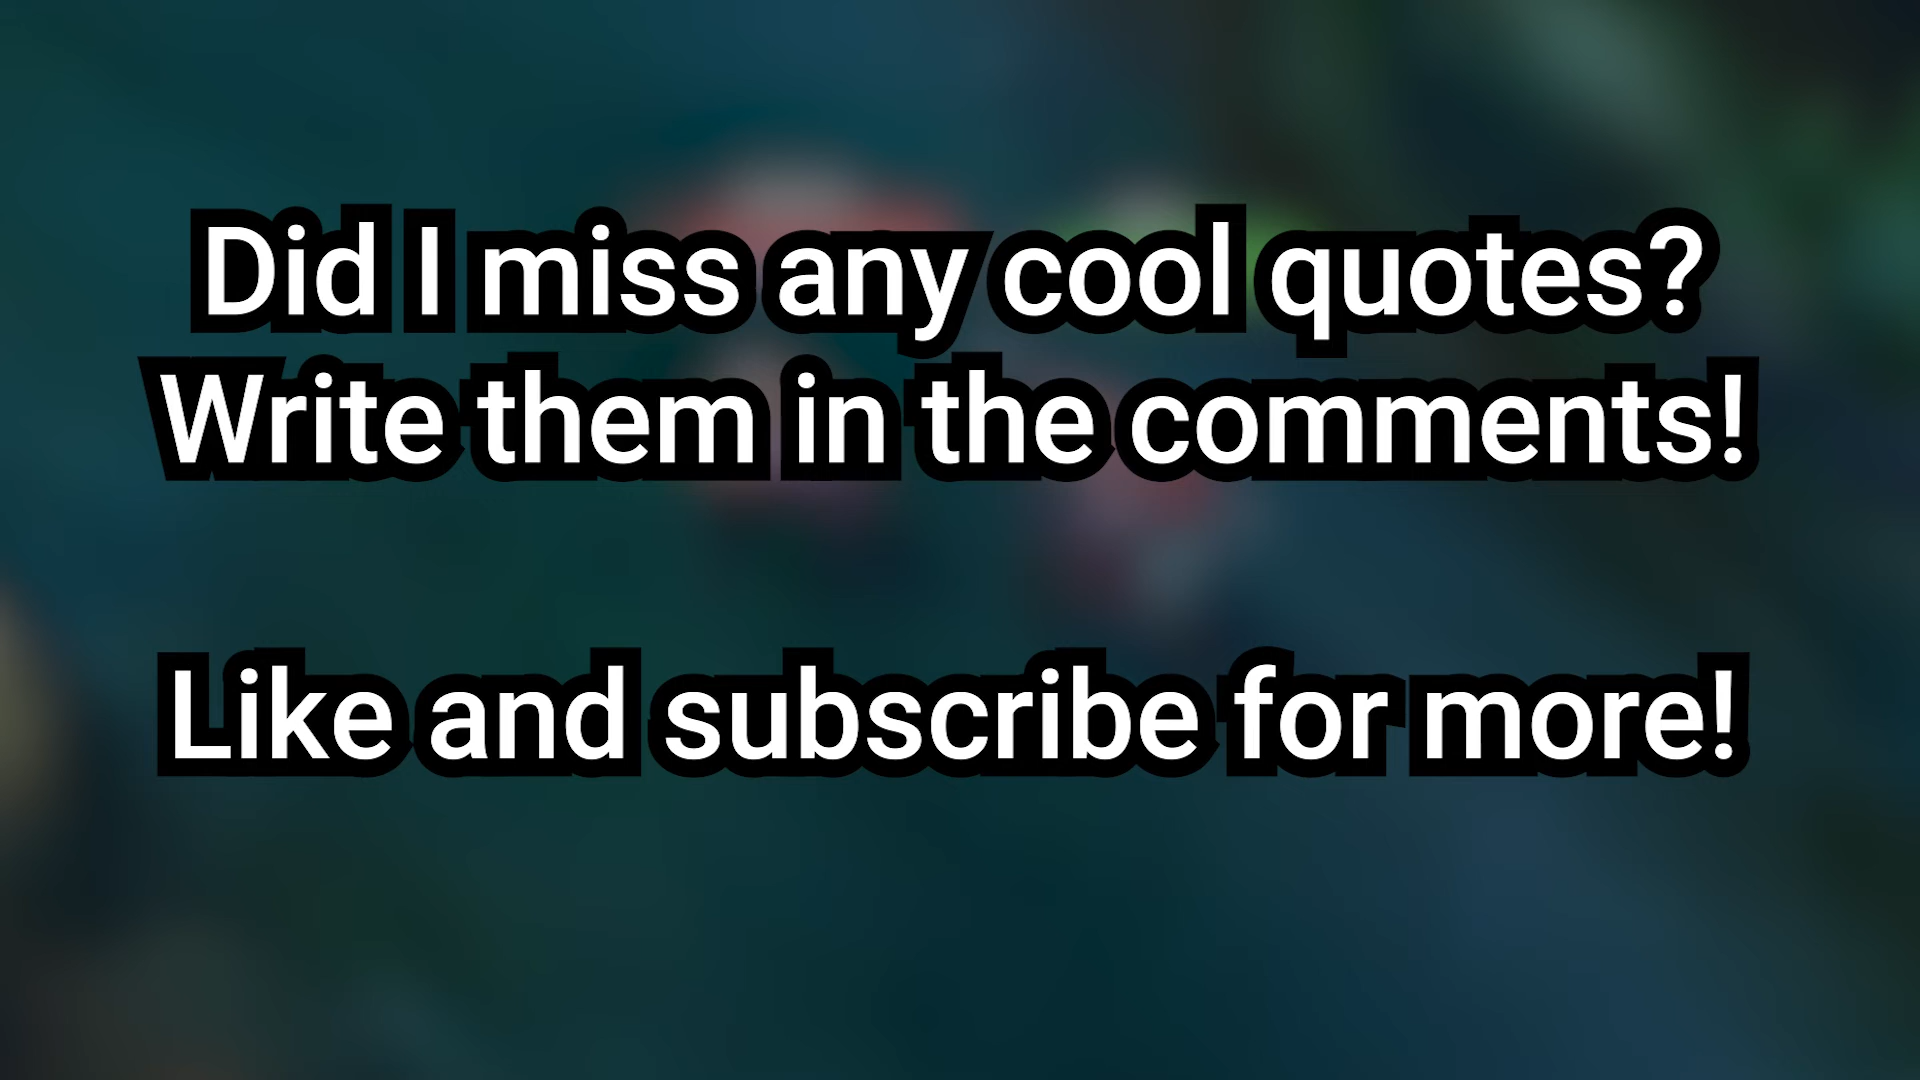 Did I miss any cool quotes?
Write them in the comments!
Like and subscribe for more!